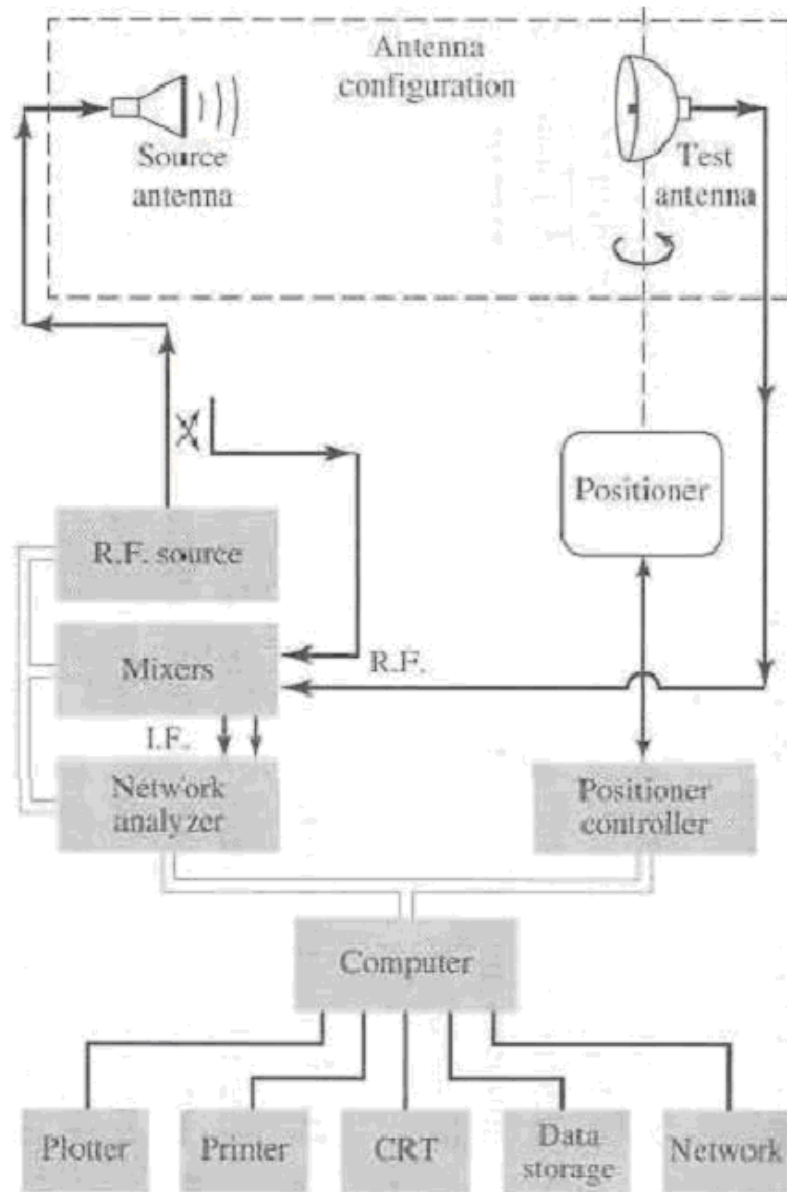 Antenna
configuration
Source
antenna
Test
antenna
Positioner
R.F. source
Mixers
R.F.
I.F.
Network
analyzer
Positioner
controller
Computer
Plotter
Printer
CRT
Data
storage
Network